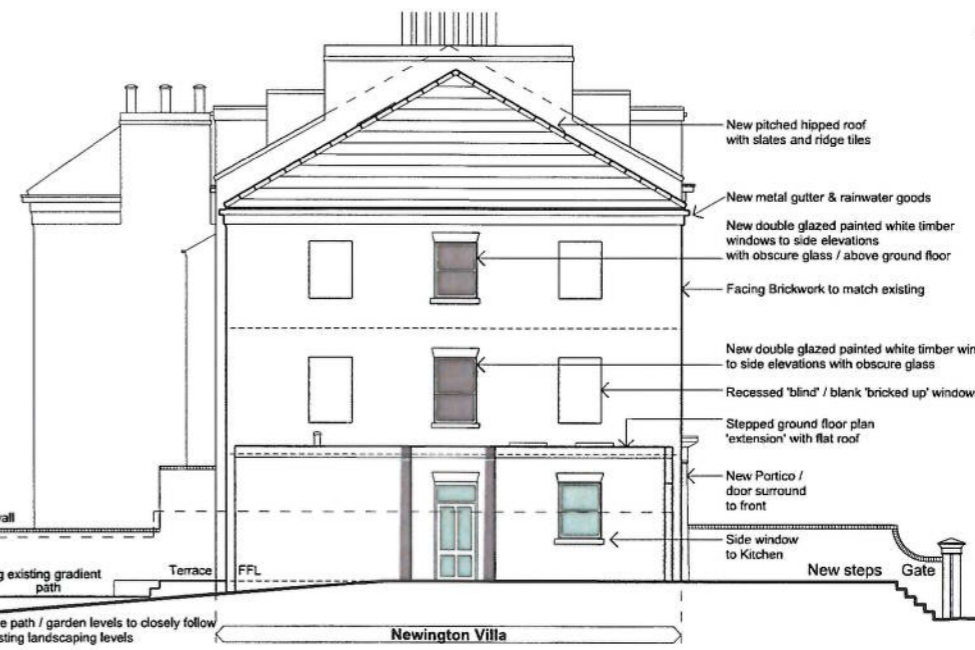 New pitched hipped roof
with slates and ridge tiles
New metal gutter & rainwater goods
New double glazed painted white timber
windows to side elevations
with obscure glass / above ground floor
Facing Brickwork to match existing
New double glazed painted white timber win
to side elevations with obscure glass
Recessed 'blind' / blank 'bricked up' window
Stepped ground floor plan
'extension' with flat roof
New Portico /
door surround
to front
Side window
to Kitchen
all
g existing gradient
path
Terrace
FFL
New steps
Gate
e path / garden levels to closely follow
sting landscaping levels
Newington Villa